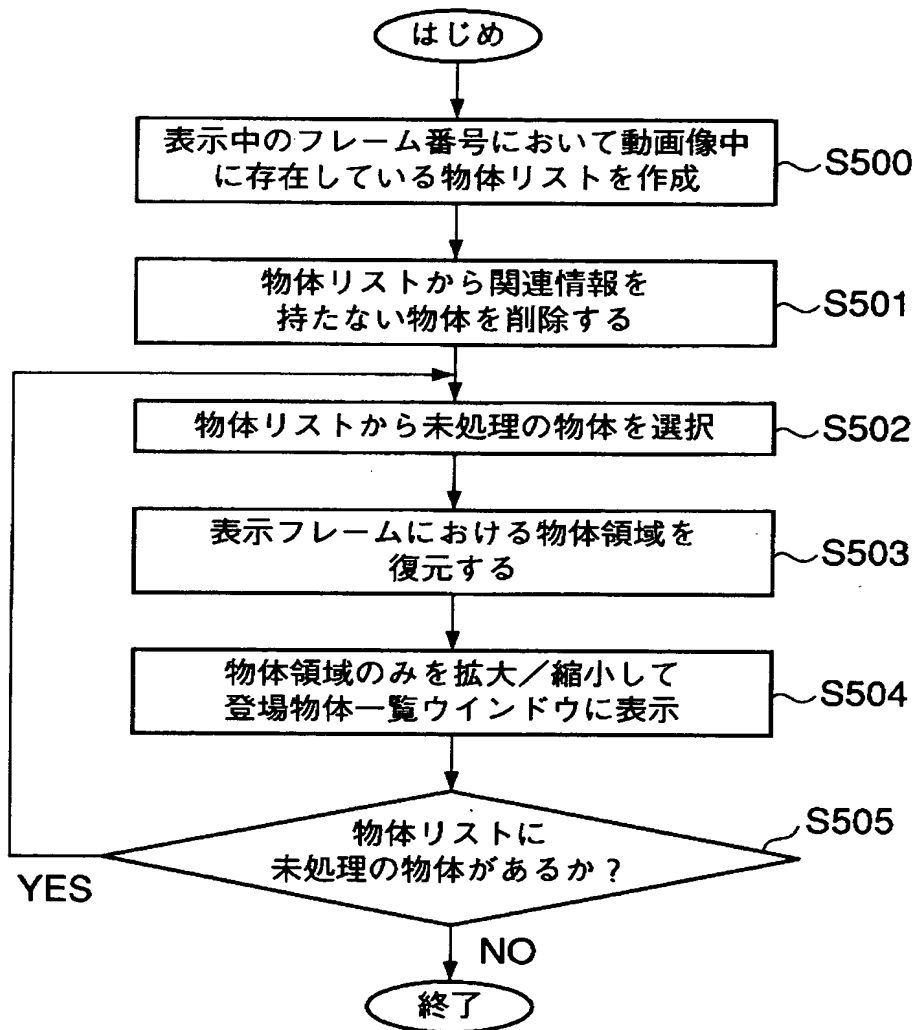 はじめ
表示中のフレーム番号において動画像中
に存在している物体リストを作成
S500
物体リストから関連情報を
持たない物体を削除する
S501
物体リストから未処理の物体を選択
S502
表示フレームにおける物体領域を
復元する
S503
物体領域のみを拡大／縮小して
登場物体一覧ウインドウに表示
S504
物体リストに
未処理の物体があるか？
S505
YES
NO
終了